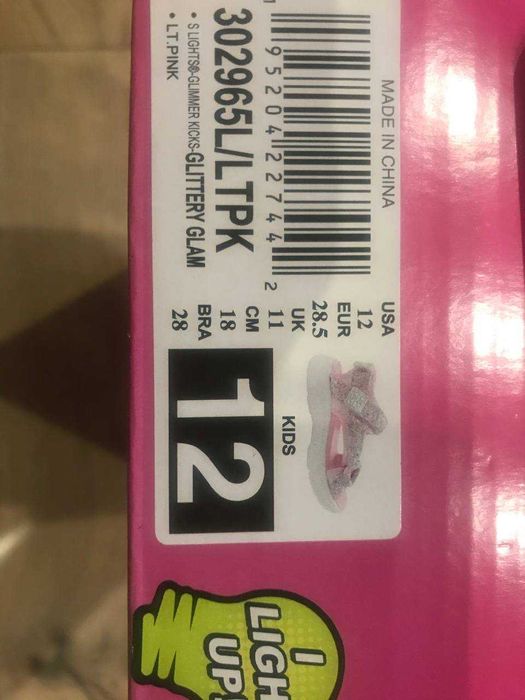 MADE IN CHINA
1 95204 22744 2
302965L/LTPK
• S LIGHTS®-GLIMMER KICKS-GLITTERY GLAM
• LT.PINK
USA
12
EUR
28.5
UK
11
CM
18
BRA
28
KIDS
12
I
LIGH
UP!